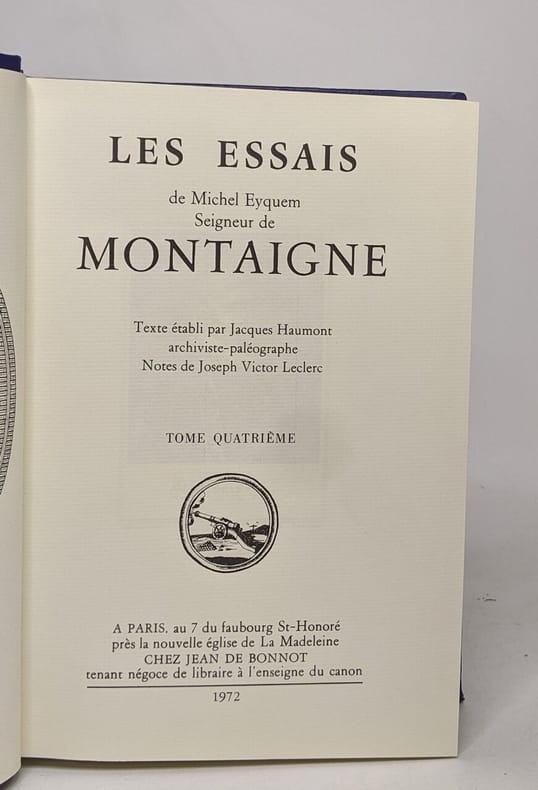 LES ESSAIS
de Michel Eyquem
Seigneur de
MONTAIGNE
Texte établi par Jacques Haumont
archiviste-paléographe
Notes de Joseph Victor Leclerc
TOME QUATRIÈME
A PARIS, au 7 du faubourg St-Honoré
près la nouvelle église de La Madeleine
CHEZ JEAN DE BONNOT
tenant négoce de libraire à l'enseigne du canon
1972